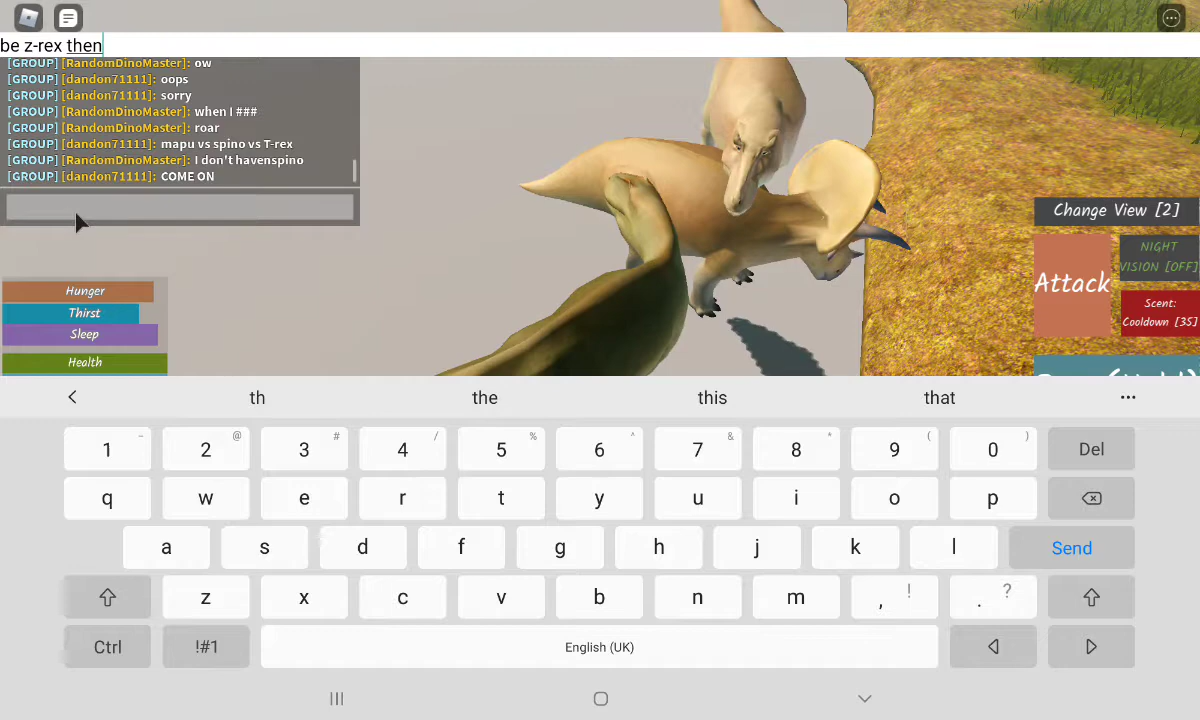 be z-rex then
[GROUP] [RandomDinoMaster]: ow
[GROUP] [dandon71111]: oops
[GROUP] [dandon71111]: sorry
[GROUP] [RandomDinoMaster]: when I ###
[GROUP] [RandomDinoMaster]: roar
[GROUP] [dandon71111]: mapu vs spino vs T-rex
[GROUP] [RandomDinoMaster]: I don't havenspino
[GROUP] [dandon71111]: COME ON
Change View [2]
Attack
NIGHT
VISION [OFF]
Scent:
Cooldown [35]
Hunger
Thirst
Sleep
Health
th the this that
1 - 2 @ 3 # 4 / 5 % 6 ^ 7 & 8 * 9 ( 0 ) Del
q w e r t y u i o p
a s d f g h j k l Send
z x c v b n m , ! . ?
Ctrl !#1 English (UK)